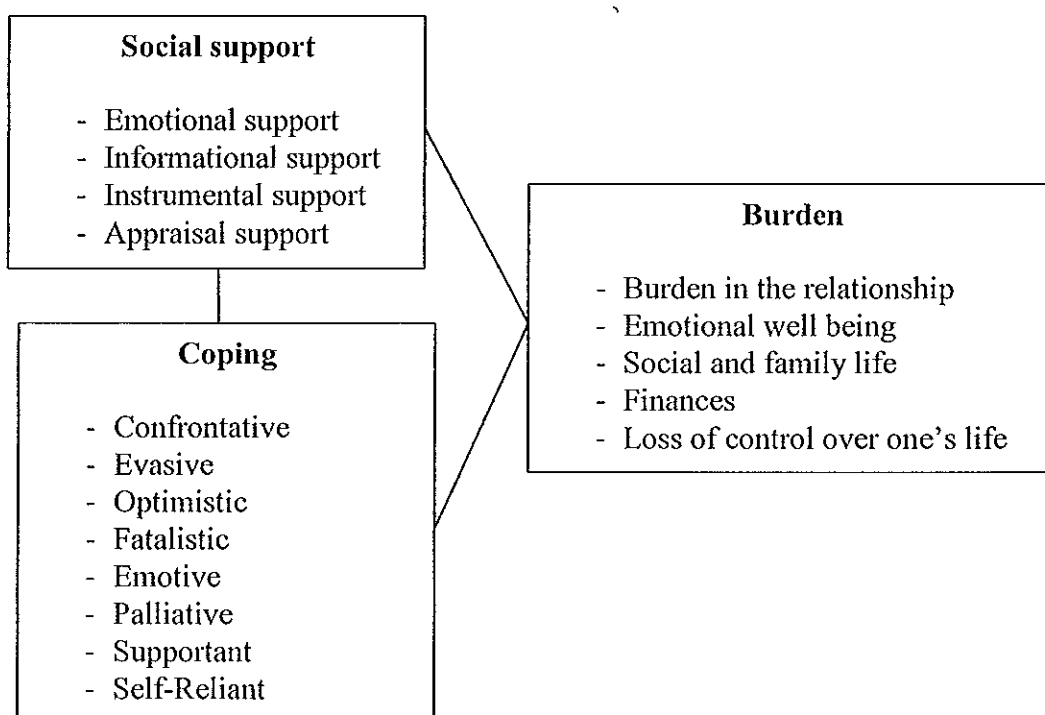 Social support
- Emotional support
- Informational support
- Instrumental support
- Appraisal support
Coping
- Confrontative
- Evasive
- Optimistic
- Fatalistic
- Emotive
- Palliative
- Supportant
- Self-Reliant
Burden
- Burden in the relationship
- Emotional well being
- Social and family life
- Finances
- Loss of control over one's life